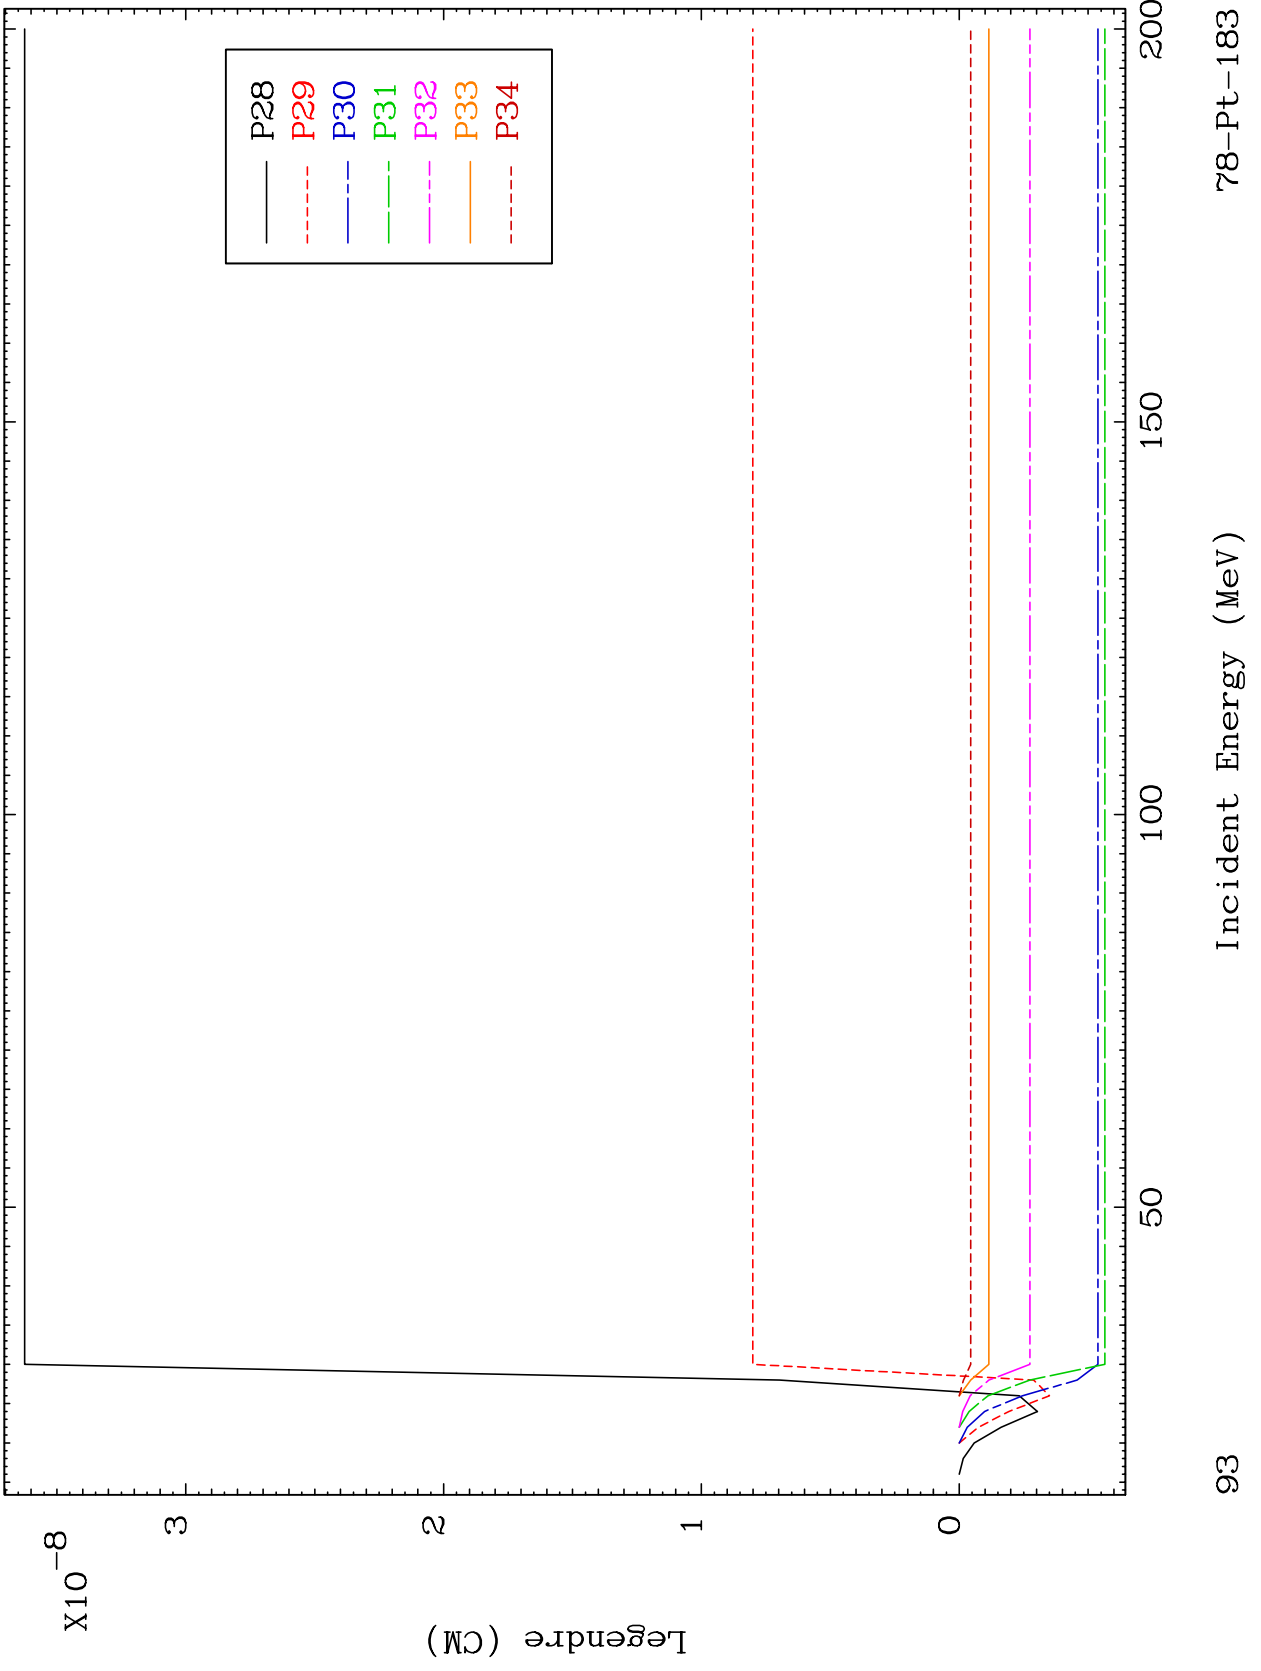 X10⁻⁸
3
2
1
0
Legendre (CM)
50
100
150
200
Incident Energy (MeV)
P28
P29
P30
P31
P32
P33
P34
93
78-Pt-183